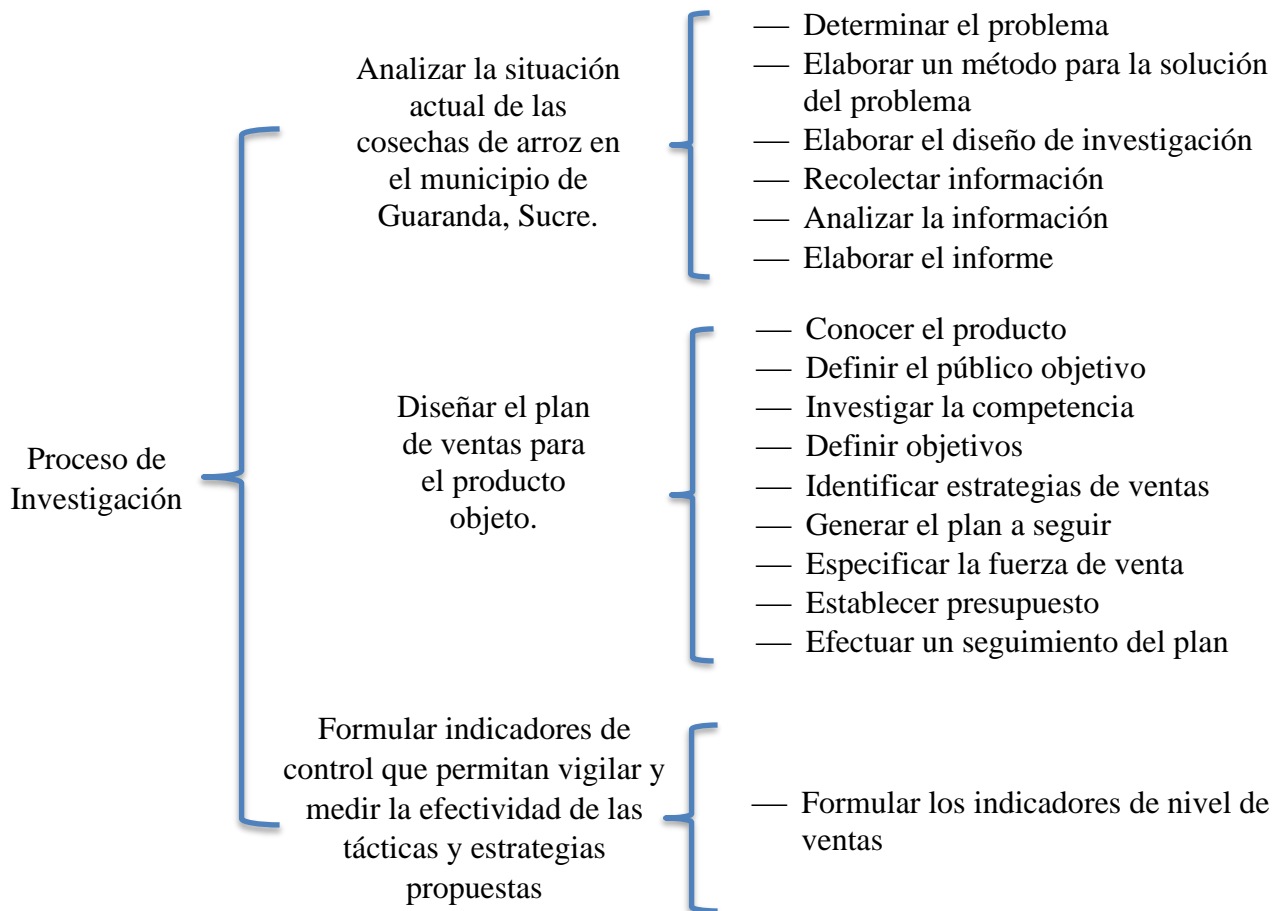 Proceso de
Investigación
Analizar la situación
actual de las
cosechas de arroz en
el municipio de
Guaranda, Sucre.
— Determinar el problema
— Elaborar un método para la solución
del problema
— Elaborar el diseño de investigación
— Recolectar información
— Analizar la información
— Elaborar el informe
Diseñar el plan
de ventas para
el producto
objeto.
— Conocer el producto
— Definir el público objetivo
— Investigar la competencia
— Definir objetivos
— Identificar estrategias de ventas
— Generar el plan a seguir
— Especificar la fuerza de venta
— Establecer presupuesto
— Efectuar un seguimiento del plan
Formular indicadores de
control que permitan vigilar y
medir la efectividad de las
tácticas y estrategias
propuestas
— Formular los indicadores de nivel de
ventas